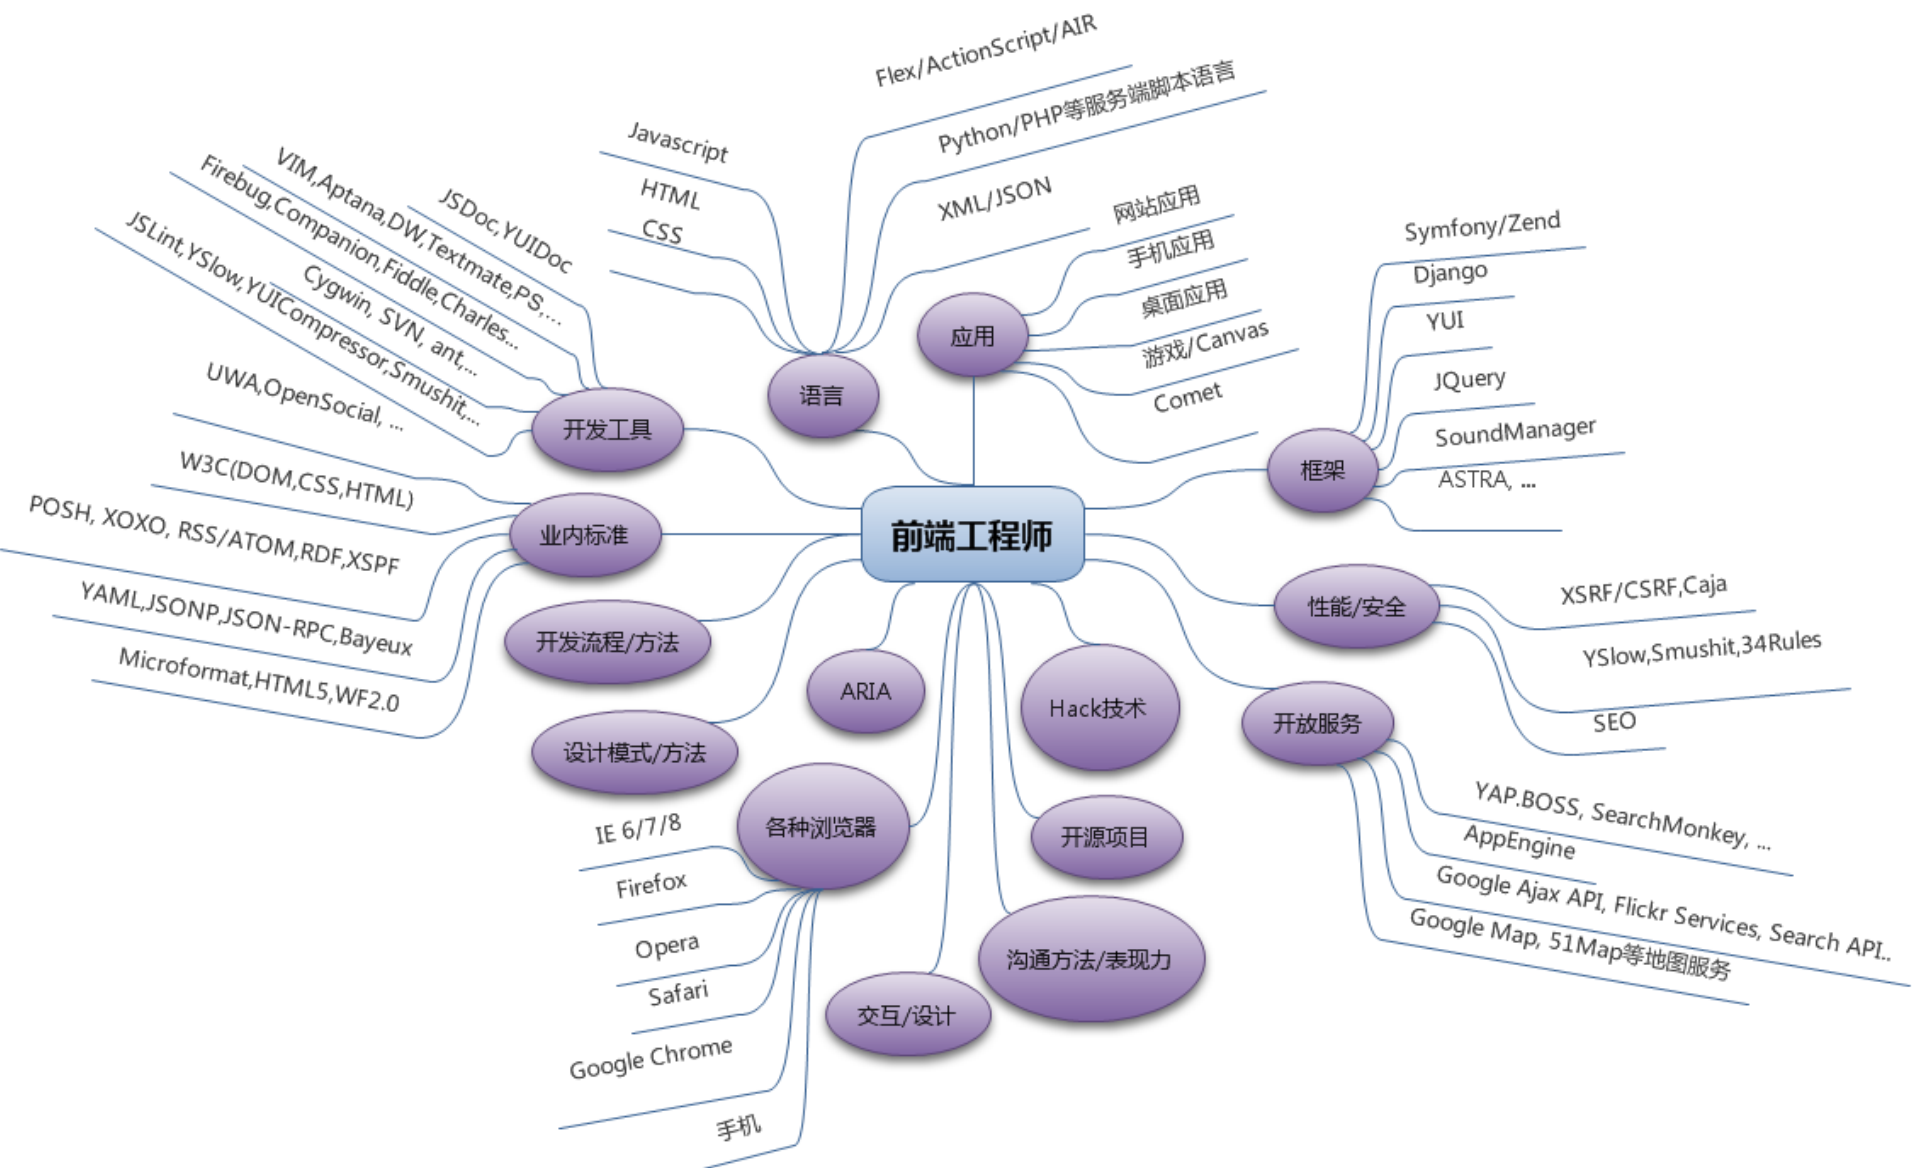 前端工程师
语言
Javascript
HTML
CSS
Flex/ActionScript/AIR
Python/PHP等服务端脚本语言
XML/JSON
应用
网站应用
手机应用
桌面应用
游戏/Canvas
Comet
框架
Symfony/Zend
Django
YUI
JQuery
SoundManager
ASTRA, ...
性能/安全
XSRF/CSRF,Caja
YSlow,Smushit,34Rules
SEO
开放服务
YAP.BOSS, SearchMonkey, ...
AppEngine
Google Ajax API, Flickr Services, Search API..
Google Map, 51Map等地图服务
Hack技术
开源项目
沟通方法/表现力
交互/设计
ARIA
各种浏览器
IE 6/7/8
Firefox
Opera
Safari
Google Chrome
手机
设计模式/方法
开发流程/方法
业内标准
UWA,OpenSocial, ...
W3C(DOM,CSS,HTML)
POSH, XOXO, RSS/ATOM,RDF,XSPF
YAML,JSONP,JSON-RPC,Bayeux
Microformat,HTML5,WF2.0
开发工具
JSDoc,YUIDoc
VIM,Aptana,DW,Textmate,PS,...
Firebug,Companion,Fiddle,Charles...
Cygwin, SVN, ant,...
JSLint,YSlow,YUICompressor,Smushit,...